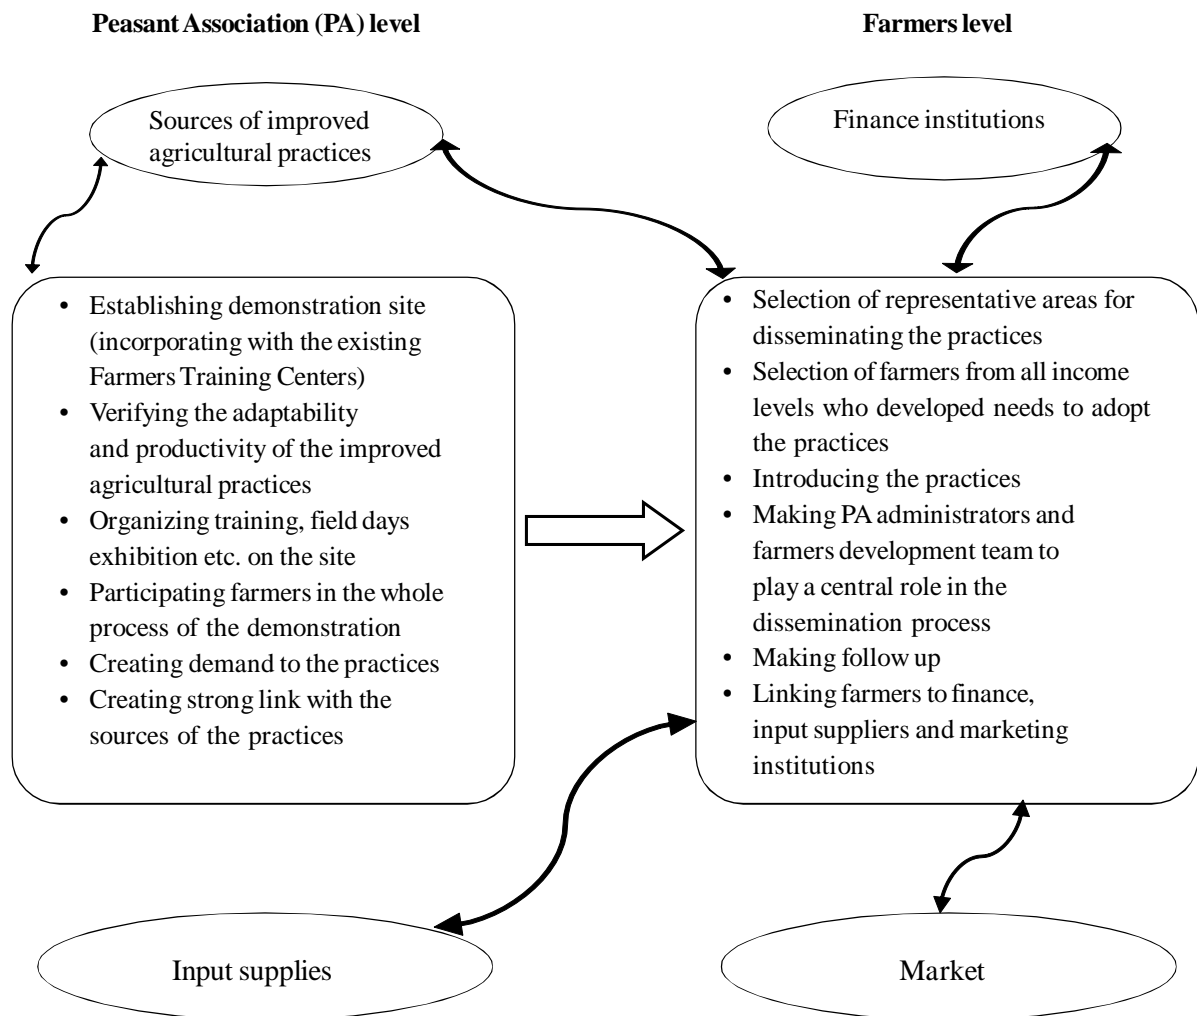 Peasant Association (PA) level
Farmers level
Sources of improved
agricultural practices
Finance institutions
• Establishing demonstration site
(incorporating with the existing
Farmers Training Centers)
• Verifying the adaptability
and productivity of the improved
agricultural practices
• Organizing training, field days
exhibition etc. on the site
• Participating farmers in the whole
process of the demonstration
• Creating demand to the practices
• Creating strong link with the
sources of the practices
• Selection of representative areas for
disseminating the practices
• Selection of farmers from all income
levels who developed needs to adopt
the practices
• Introducing the practices
• Making PA administrators and
farmers development team to
play a central role in the
dissemination process
• Making follow up
• Linking farmers to finance,
input suppliers and marketing
institutions
Input supplies
Market